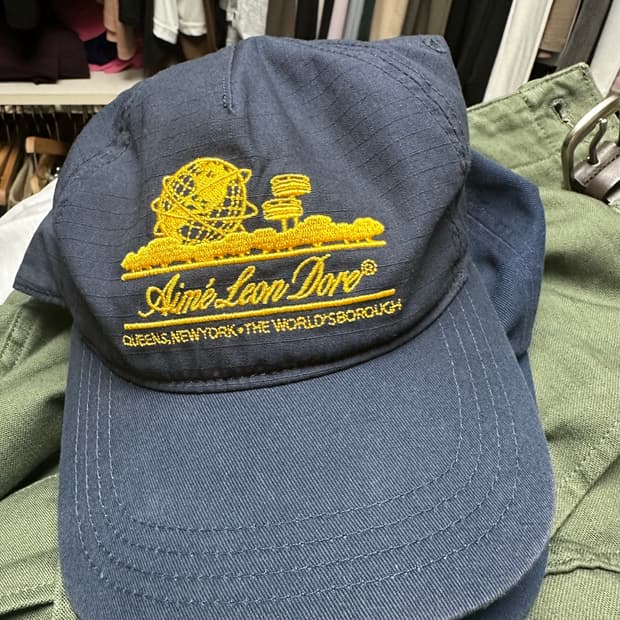 Aimé Leon Dore®
QUEENS, NEW YORK • THE WORLD'S BOROUGH